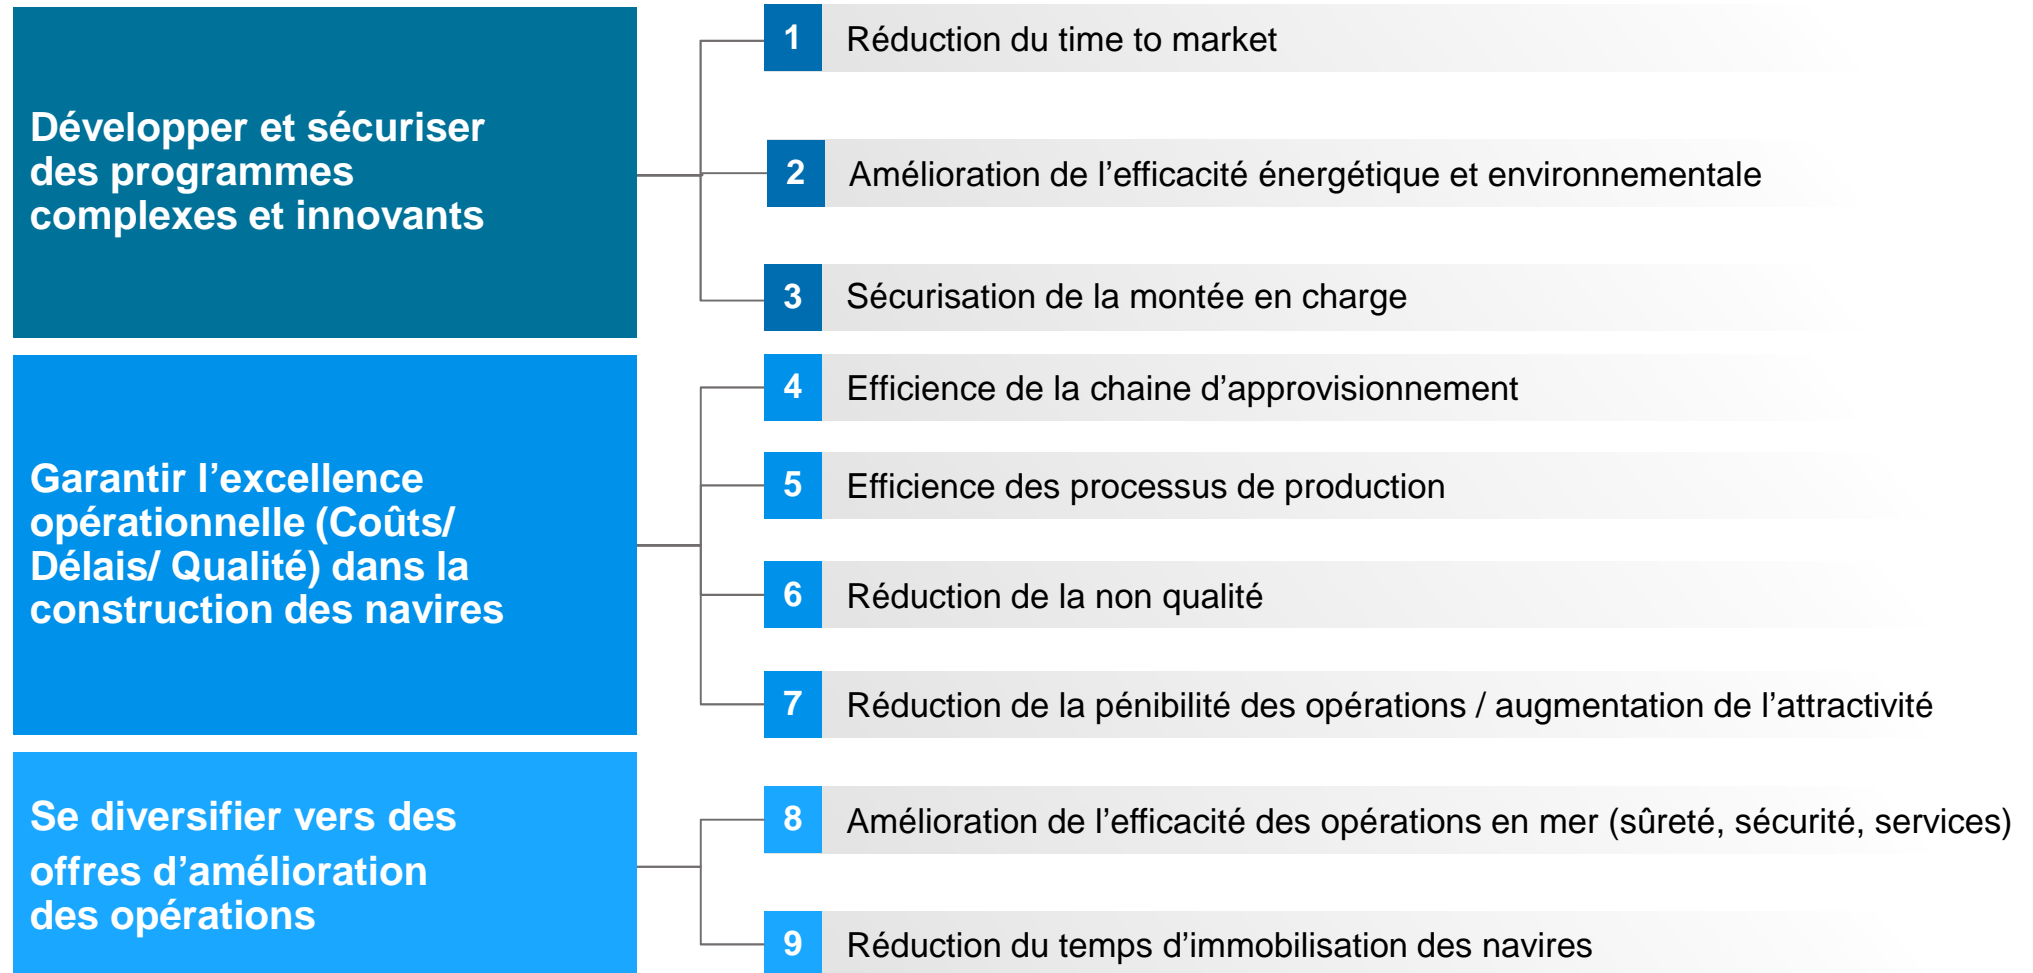 Développer et sécuriser
des programmes
complexes et innovants
1 Réduction du time to market
2 Amélioration de l’efficacité énergétique et environnementale
3 Sécurisation de la montée en charge
Garantir l’excellence
opérationnelle (Coûts/
Délais/ Qualité) dans la
construction des navires
4 Efficience de la chaine d’approvisionnement
5 Efficience des processus de production
6 Réduction de la non qualité
7 Réduction de la pénibilité des opérations / augmentation de l’attractivité
Se diversifier vers des
offres d’amélioration
des opérations
8 Amélioration de l’efficacité des opérations en mer (sûreté, sécurité, services)
9 Réduction du temps d’immobilisation des navires